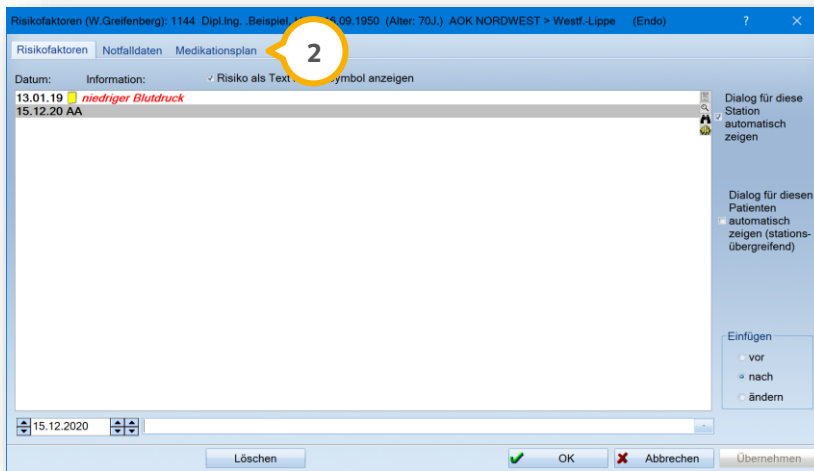 Risikofaktoren (W.Greifenberg): 1144 Dipl.Ing. .Beispiel, .09.1950 (Alter: 70J.) AOK NORDWEST > Westf.-Lippe (Endo) ? ×
Risikofaktoren Notfalldaten Medikationsplan
2
Datum: Information: Risiko als Text ymbol anzeigen
13.01.19 niedriger Blutdruck
15.12.20 AA
Dialog für diese
Station
automatisch
zeigen
Dialog für diesen
Patienten
automatisch
zeigen (stations-
übergreifend)
Einfügen
vor
nach
ändern
15.12.2020
Löschen OK Abbrechen Übernehmen